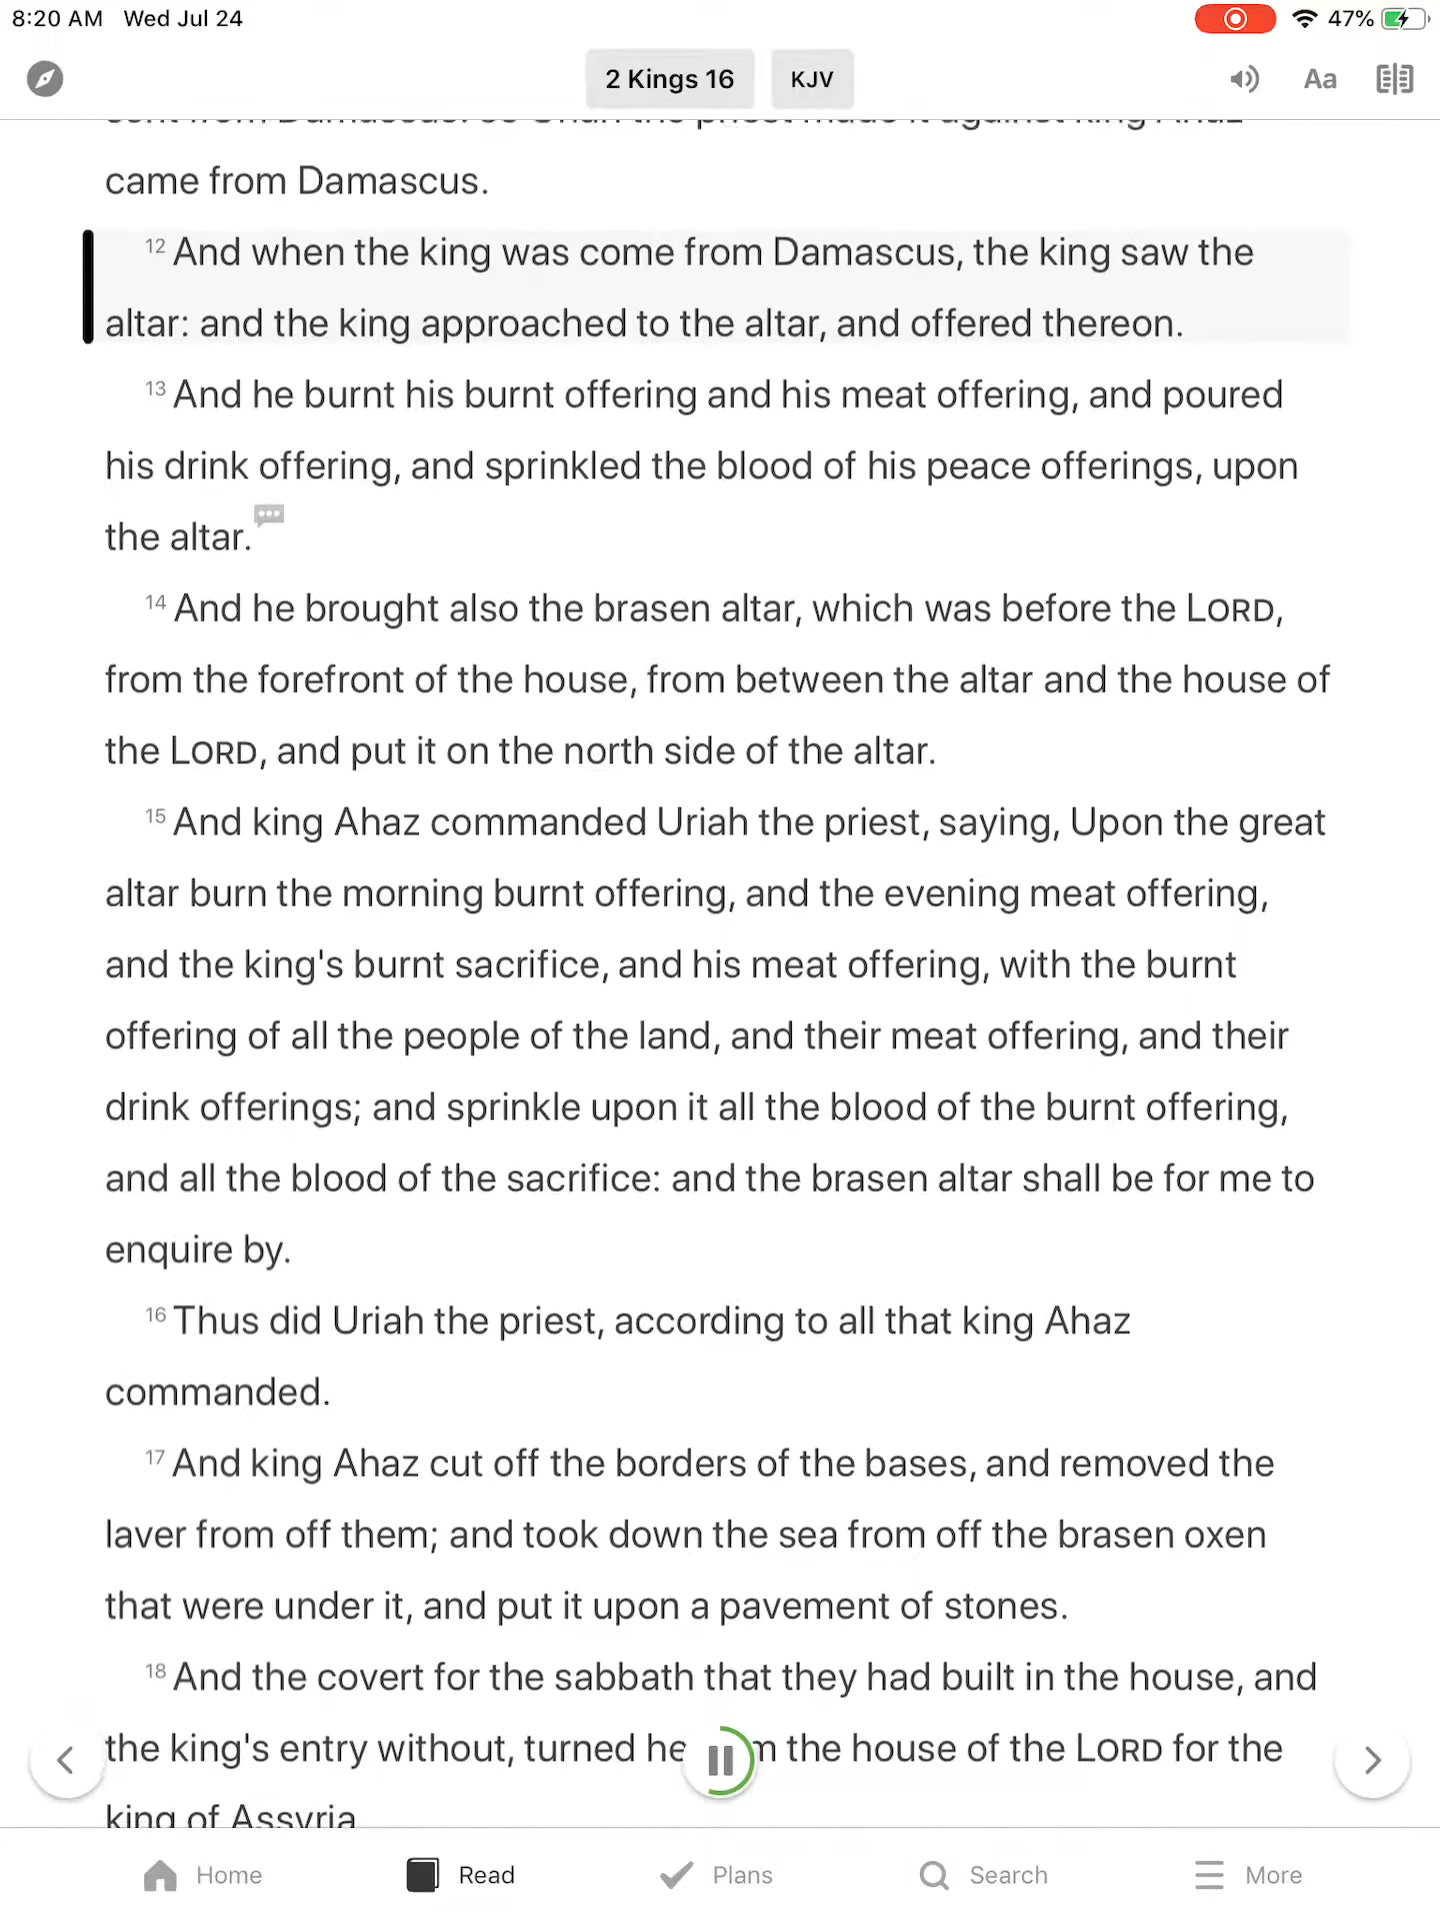 8:20 AM Wed Jul 24 47%
2 Kings 16 KJV Aa
came from Damascus.
12 And when the king was come from Damascus, the king saw the
altar: and the king approached to the altar, and offered thereon.
13 And he burnt his burnt offering and his meat offering, and poured
his drink offering, and sprinkled the blood of his peace offerings, upon
the altar.
14 And he brought also the brasen altar, which was before the LORD,
from the forefront of the house, from between the altar and the house of
the LORD, and put it on the north side of the altar.
15 And king Ahaz commanded Uriah the priest, saying, Upon the great
altar burn the morning burnt offering, and the evening meat offering,
and the king's burnt sacrifice, and his meat offering, with the burnt
offering of all the people of the land, and their meat offering, and their
drink offerings; and sprinkle upon it all the blood of the burnt offering,
and all the blood of the sacrifice: and the brasen altar shall be for me to
enquire by.
16 Thus did Uriah the priest, according to all that king Ahaz
commanded.
17 And king Ahaz cut off the borders of the bases, and removed the
laver from off them; and took down the sea from off the brasen oxen
that were under it, and put it upon a pavement of stones.
18 And the covert for the sabbath that they had built in the house, and
the king's entry without, turned the house of the LORD for the
king of Assyria
Home Read Plans Search More